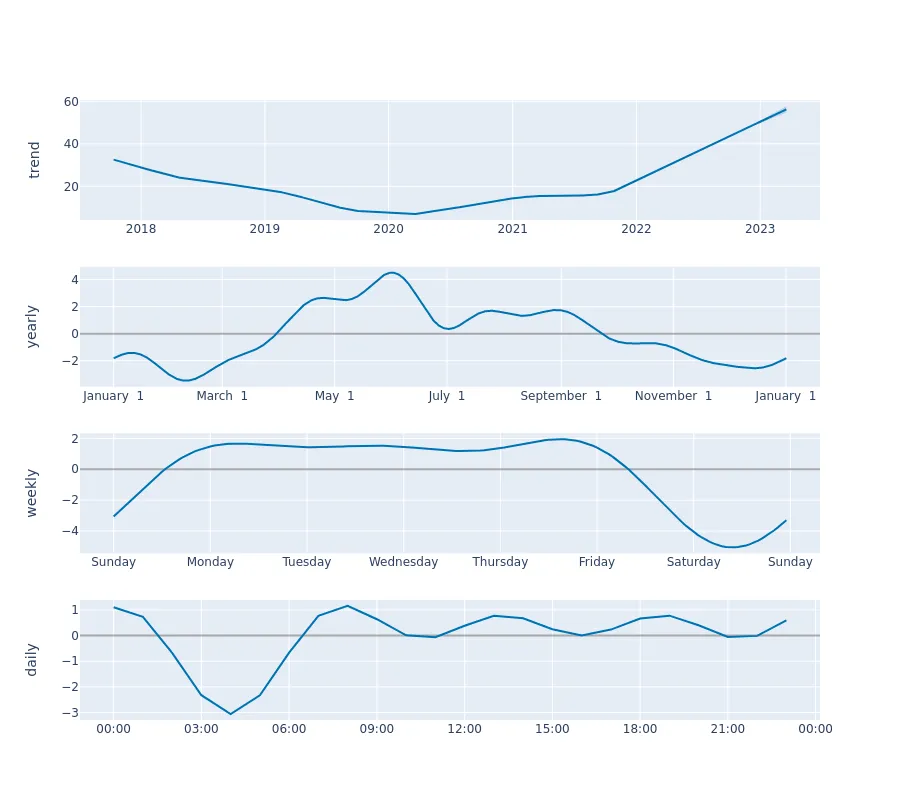 trend
60
40
20
2018 2019 2020 2021 2022 2023
yearly
4
2
0
−2
January 1 March 1 May 1 July 1 September 1 November 1 January 1
weekly
2
0
−2
−4
Sunday Monday Tuesday Wednesday Thursday Friday Saturday Sunday
daily
1
0
−1
−2
−3
00:00 03:00 06:00 09:00 12:00 15:00 18:00 21:00 00:00